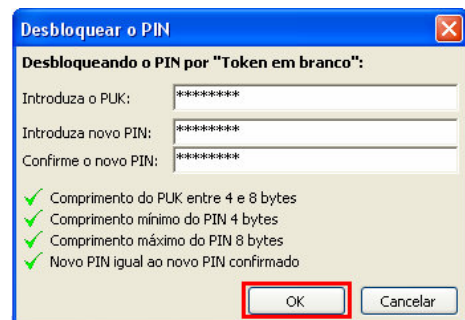 Desbloquear o PIN
Desbloqueando o PIN por "Token em branco":
Introduza o PUK: ********
Introduza novo PIN: ********
Confirme o novo PIN: ********
Comprimento do PUK entre 4 e 8 bytes
Comprimento mínimo do PIN 4 bytes
Comprimento máximo do PIN 8 bytes
Novo PIN igual ao novo PIN confirmado
OK Cancelar